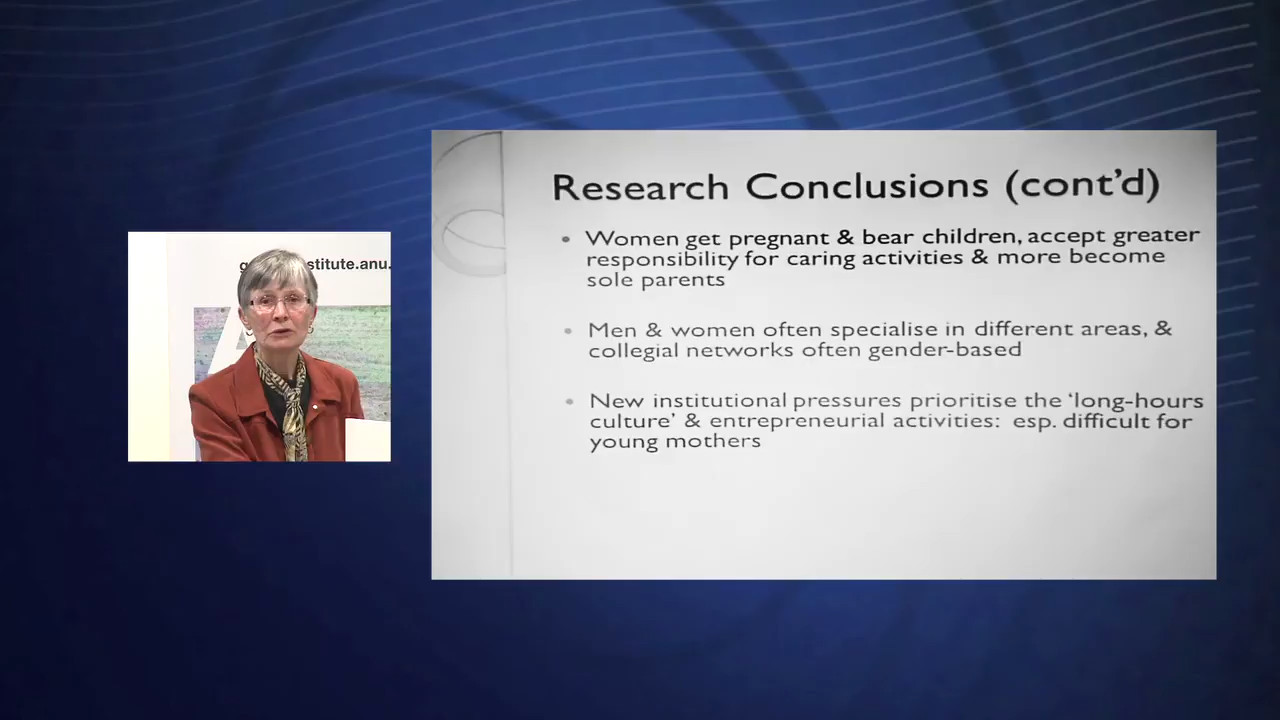 stitute.anu.
Research Conclusions (cont’d)
• Women get pregnant & bear children, accept greater
responsibility for caring activities & more become
sole parents
• Men & women often specialise in different areas, &
collegial networks often gender-based
• New institutional pressures prioritise the ‘long-hours
culture’ & entrepreneurial activities: esp. difficult for
young mothers